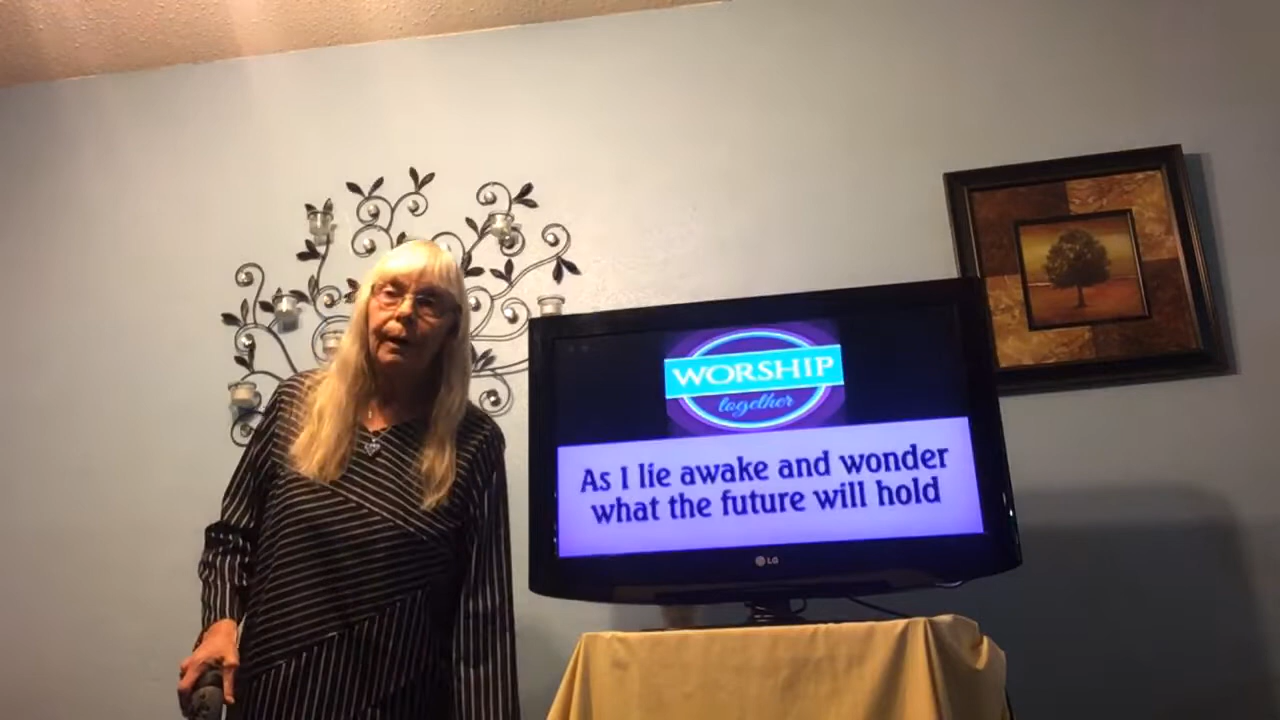 WORSHIP
together
As I lie awake and wonder
what the future will hold
LG